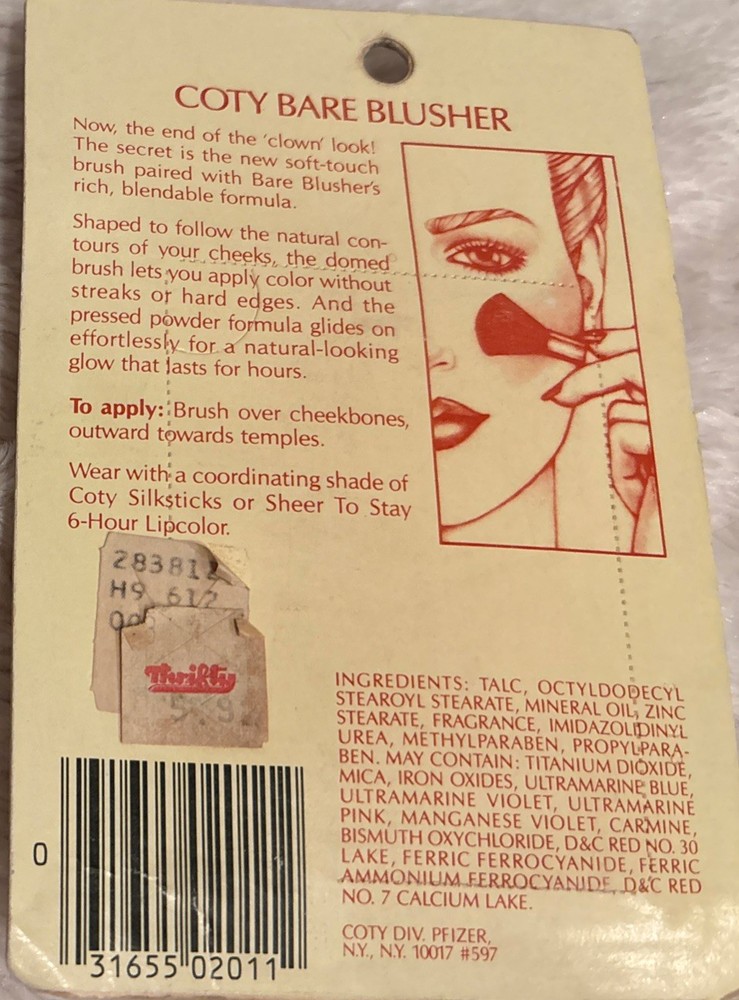 COTY BARE BLUSHER
Now, the end of the 'clown' look!
The secret is the new soft-touch
brush paired with Bare Blusher's
rich, blendable formula.
Shaped to follow the natural con-
tours of your cheeks, the domed
brush lets you apply color without
streaks or hard edges. And the
pressed powder formula glides on
effortlessly for a natural-looking
glow that lasts for hours.
To apply: Brush over cheekbones,
outward towards temples.
Wear with a coordinating shade of
Coty Silksticks or Sheer To Stay
6-Hour Lipcolor.
H9 612
Thrifty
INGREDIENTS: TALC, OCTYLDODECYL
STEAROYL STEARATE, MINERAL OIL, ZINC
STEARATE, FRAGRANCE, IMIDAZOLIDINYL
UREA, METHYLPARABEN, PROPYLPARA-
BEN. MAY CONTAIN: TITANIUM DIOXIDE,
MICA, IRON OXIDES, ULTRAMARINE BLUE,
ULTRAMARINE VIOLET, ULTRAMARINE
PINK, MANGANESE VIOLET, CARMINE,
BISMUTH OXYCHLORIDE, D&C RED NO. 30
LAKE, FERRIC FERROCYANIDE, FERRIC
AMMONIUM FERROCYANIDE, D&C RED
NO. 7 CALCIUM LAKE.
COTY DIV. PFIZER,
N.Y., N.Y. 10017 #597
0
31655 02011